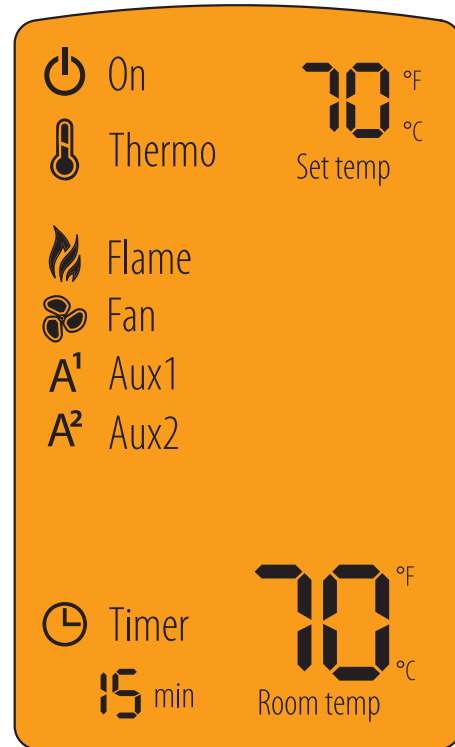 On
70 °F
°C
Thermo
Set temp
Flame
Fan
A¹ Aux1
A² Aux2
70 °F
°C
Timer
15 min
Room temp